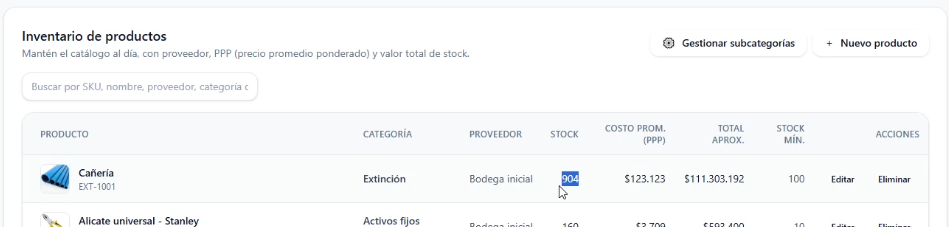 Inventario de productos
Mantén el catálogo al día, con proveedor, PPP (precio promedio ponderado) y valor total de stock.
Gestionar subcategorías
+ Nuevo producto
Buscar por SKU, nombre, proveedor, categoría c
PRODUCTO CATEGORÍA PROVEEDOR STOCK COSTO PROM. (PPP) TOTAL APROX. STOCK MÍN. ACCIONES
Cañería
EXT-1001
Extinción Bodega inicial 904 $123.123 $111.303.192 100 Editar Eliminar
Alicate universal - Stanley
Activos fijos
Bodega inicial 160 $3.709 $593.400 10 Editar Eliminar